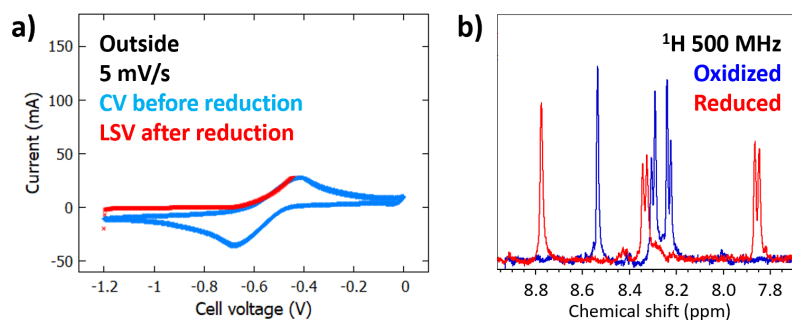 a)
Outside
5 mV/s
CV before reduction
LSV after reduction
Current (mA)
150
100
50
0
-50
-1.2
-1.0
-0.8
-0.6
-0.4
-0.2
0
Cell voltage (V)
b)
¹H 500 MHz
Oxidized
Reduced
8.8
8.6
8.4
8.2
8.0
7.8
Chemical shift (ppm)